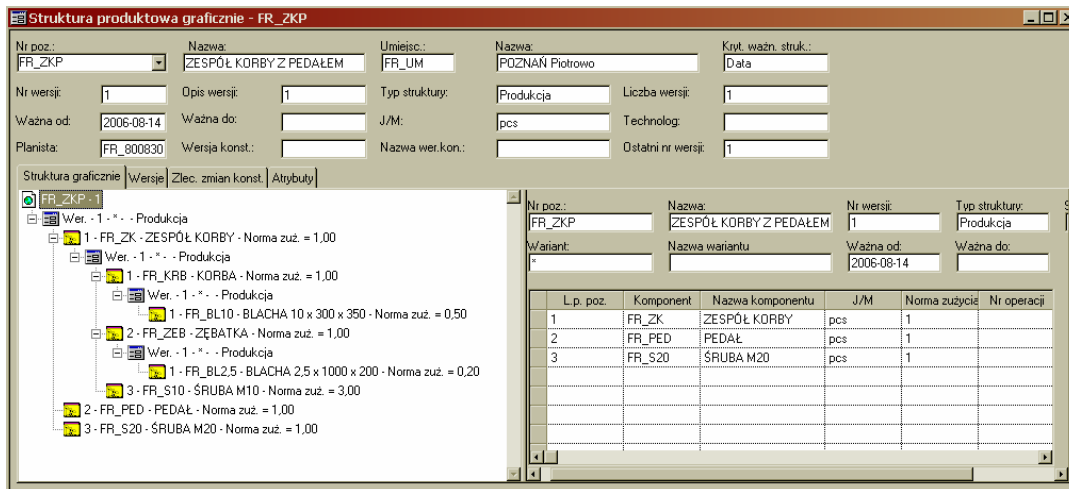 Struktura produktowa graficznie - FR_ZKP
Nr poz.: Nazwa: Umiejsc.: Nazwa: Kryt. ważn. struk.:
FR_ZKP ZESPÓŁ KORBY Z PEDAŁEM FR_UM POZNAŃ Piotrowo Data
Nr wersji: 1 Opis wersji: 1 Typ struktury: Produkcja Liczba wersji: 1
Ważna od: 2006-08-14 Ważna do: J/M: pcs Technolog:
Planista: FR_800830 Wersja konst.: Nazwa wer.kon.: Ostatni nr wersji: 1
Struktura graficznie Wersje Zlec. zmian konst. Atrybuty
FR_ZKP - 1
Wer. - 1 - * - - Produkcja
1 - FR_ZK - ZESPÓŁ KORBY - Norma zuż. = 1,00
Wer. - 1 - * - - Produkcja
1 - FR_KRB - KORBA - Norma zuż. = 1,00
Wer. - 1 - * - - Produkcja
1 - FR_BL10 - BLACHA 10 x 300 x 350 - Norma zuż. = 0,50
2 - FR_ZEB - ZĘBATKA - Norma zuż. = 1,00
Wer. - 1 - * - - Produkcja
1 - FR_BL2,5 - BLACHA 2,5 x 1000 x 200 - Norma zuż. = 0,20
3 - FR_S10 - ŚRUBA M10 - Norma zuż. = 3,00
2 - FR_PED - PEDAŁ - Norma zuż. = 1,00
3 - FR_S20 - ŚRUBA M20 - Norma zuż. = 1,00
Nr poz.: Nazwa: Nr wersji: Typ struktury: S
FR_ZKP ZESPÓŁ KORBY Z PEDAŁEM 1 Produkcja
Wariant: Nazwa wariantu Ważna od: Ważna do:
* 2006-08-14
L.p. poz. Komponent Nazwa komponentu J/M Norma zużycia Nr operacji
1 FR_ZK ZESPÓŁ KORBY pcs 1
2 FR_PED PEDAŁ pcs 1
3 FR_S20 ŚRUBA M20 pcs 1